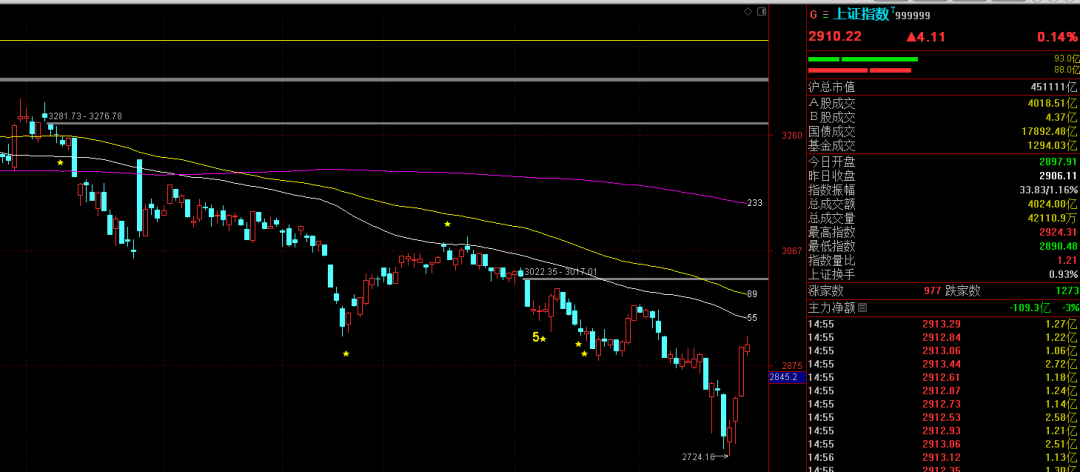 G 三 上证指数 T 999999
2910.22 ▲4.11 0.14%
93.0亿
88.0亿
沪总市值 451111亿
A股成交 4018.51亿
B股成交 4.37亿
国债成交 17892.48亿
基金成交 1294.03亿
今日开盘 2897.91
昨日收盘 2906.11
指数振幅 33.83/1.16%
总成交额 4024.00亿
总成交量 42110.9万
最高指数 2924.31
最低指数 2890.48
指数量比 1.21
上证换手 0.93%
涨家数 977 跌家数 1273
主力净额 -109.3亿 -3%
14:55 2913.29 1.27亿
14:55 2912.84 1.22亿
14:55 2913.06 1.06亿
14:55 2913.44 2.72亿
14:55 2912.61 1.18亿
14:55 2912.87 1.24亿
14:55 2912.73 1.14亿
14:55 2912.53 2.58亿
14:55 2912.93 1.21亿
14:55 2913.06 2.51亿
14:56 2913.12 1.13亿
14:56 2912.35 1.30亿
3281.73 - 3276.78
3260
233
3067
3022.35 - 3017.01
89
55
5
2875
2845.2
2724.16